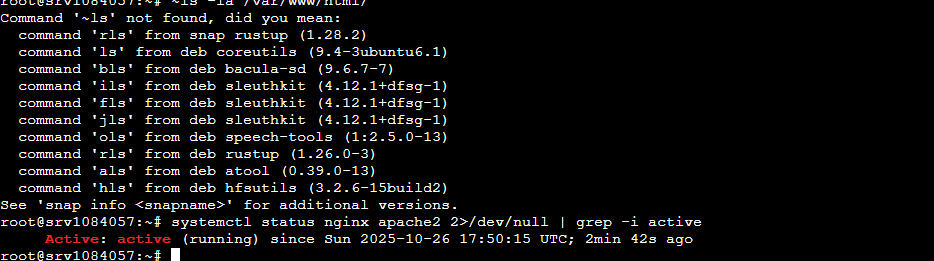 root@srv1084057:~# ~ls -la /var/www/html/
Command '~ls' not found, did you mean:
  command 'rls' from snap rustup (1.28.2)
  command 'ls' from deb coreutils (9.4-3ubuntu6.1)
  command 'bls' from deb bacula-sd (9.6.7-7)
  command 'ils' from deb sleuthkit (4.12.1+dfsg-1)
  command 'fls' from deb sleuthkit (4.12.1+dfsg-1)
  command 'jls' from deb sleuthkit (4.12.1+dfsg-1)
  command 'ols' from deb speech-tools (1:2.5.0-13)
  command 'rls' from deb rustup (1.26.0-3)
  command 'als' from deb atool (0.39.0-13)
  command 'hls' from deb hfsutils (3.2.6-15build2)
See 'snap info <snapname>' for additional versions.
root@srv1084057:~# systemctl status nginx apache2 2>/dev/null | grep -i active
     Active: active (running) since Sun 2025-10-26 17:50:15 UTC; 2min 42s ago
root@srv1084057:~#